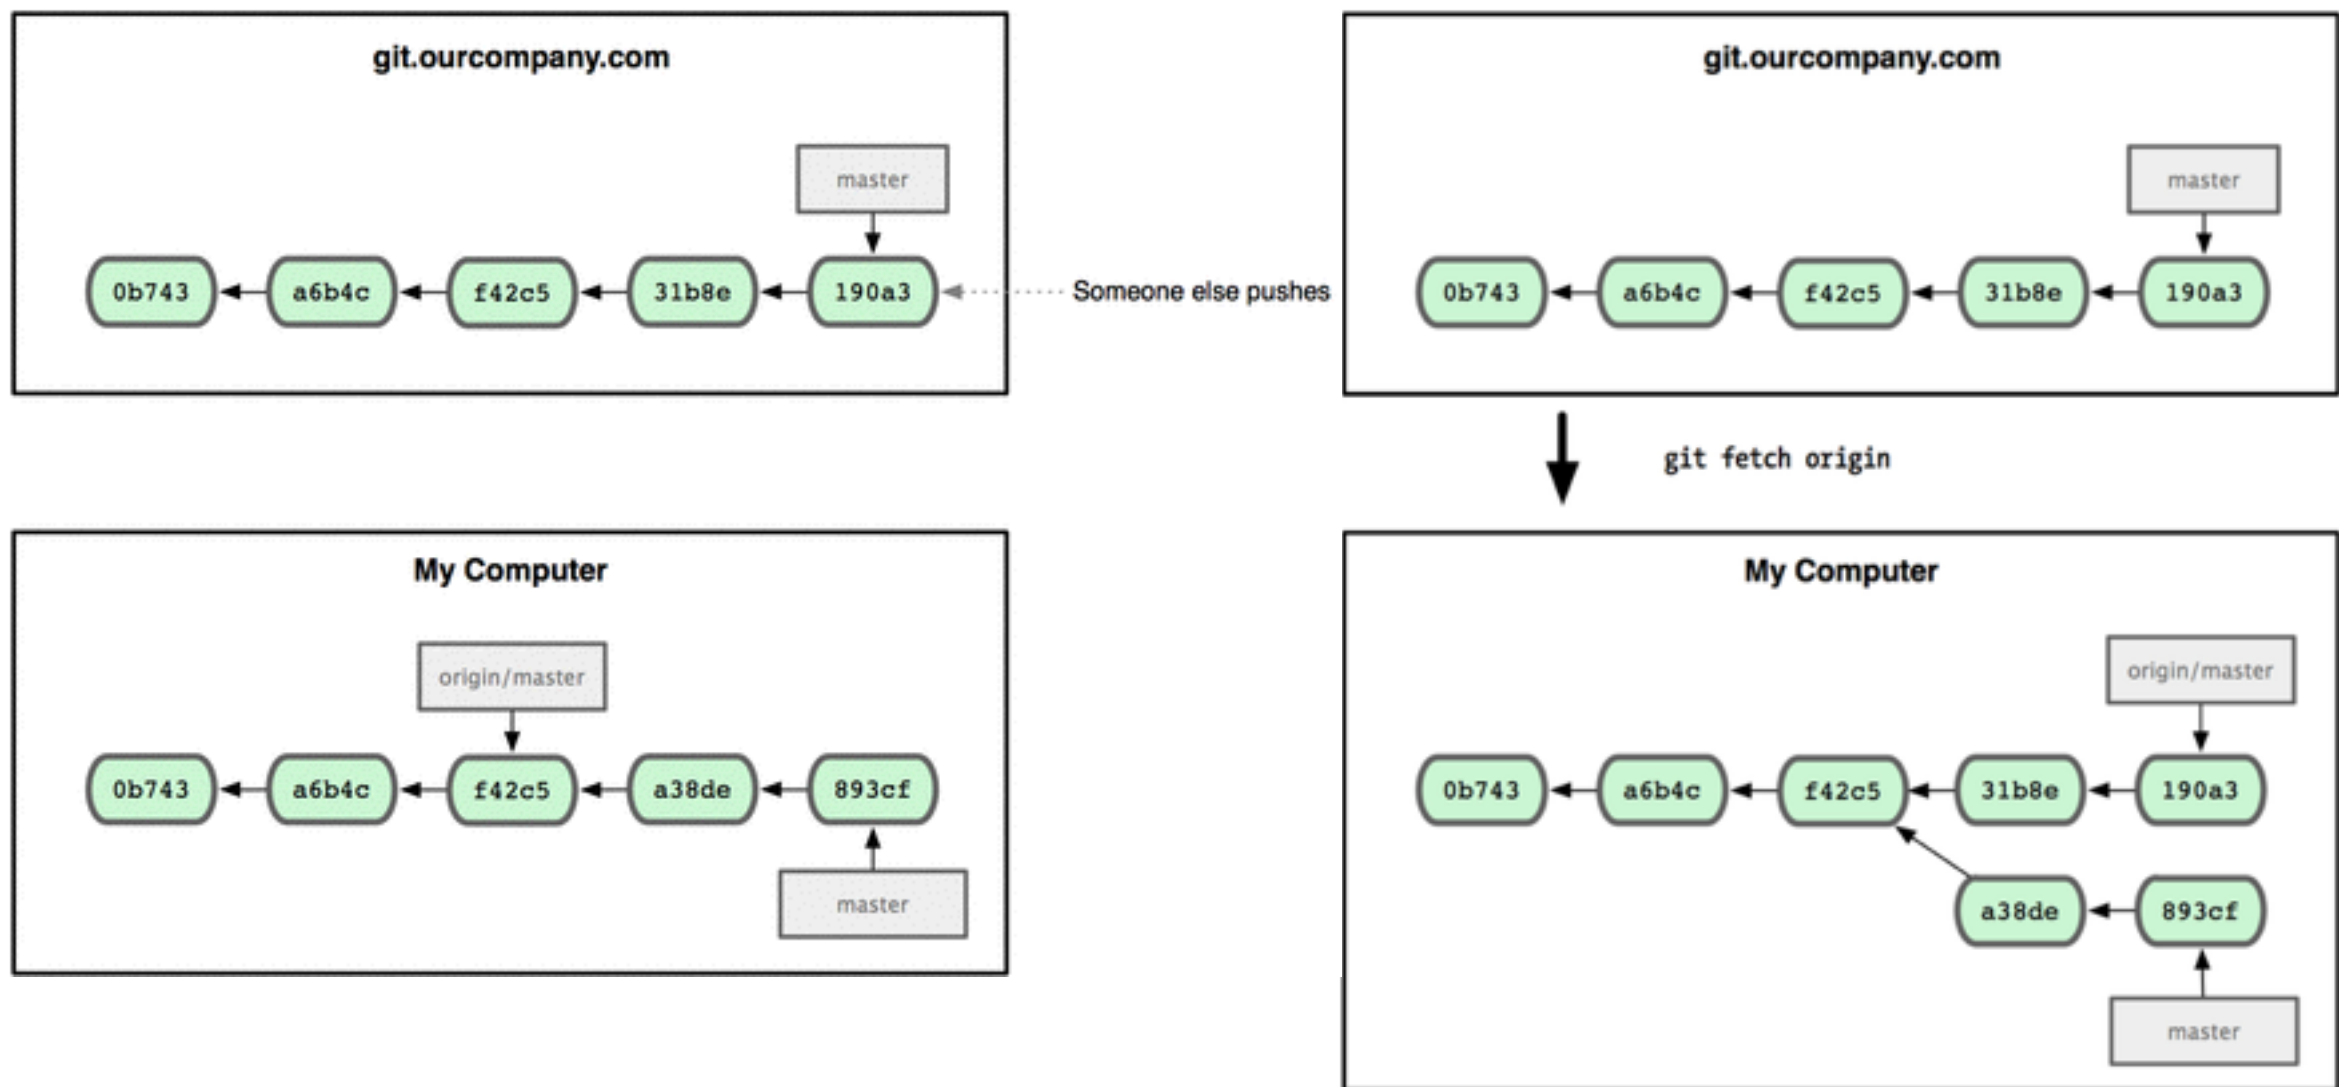 git.ourcompany.com
master
0b743
a6b4c
f42c5
31b8e
190a3
Someone else pushes
My Computer
origin/master
0b743
a6b4c
f42c5
a38de
893cf
master
git.ourcompany.com
master
0b743
a6b4c
f42c5
31b8e
190a3
git fetch origin
My Computer
origin/master
0b743
a6b4c
f42c5
31b8e
190a3
a38de
893cf
master